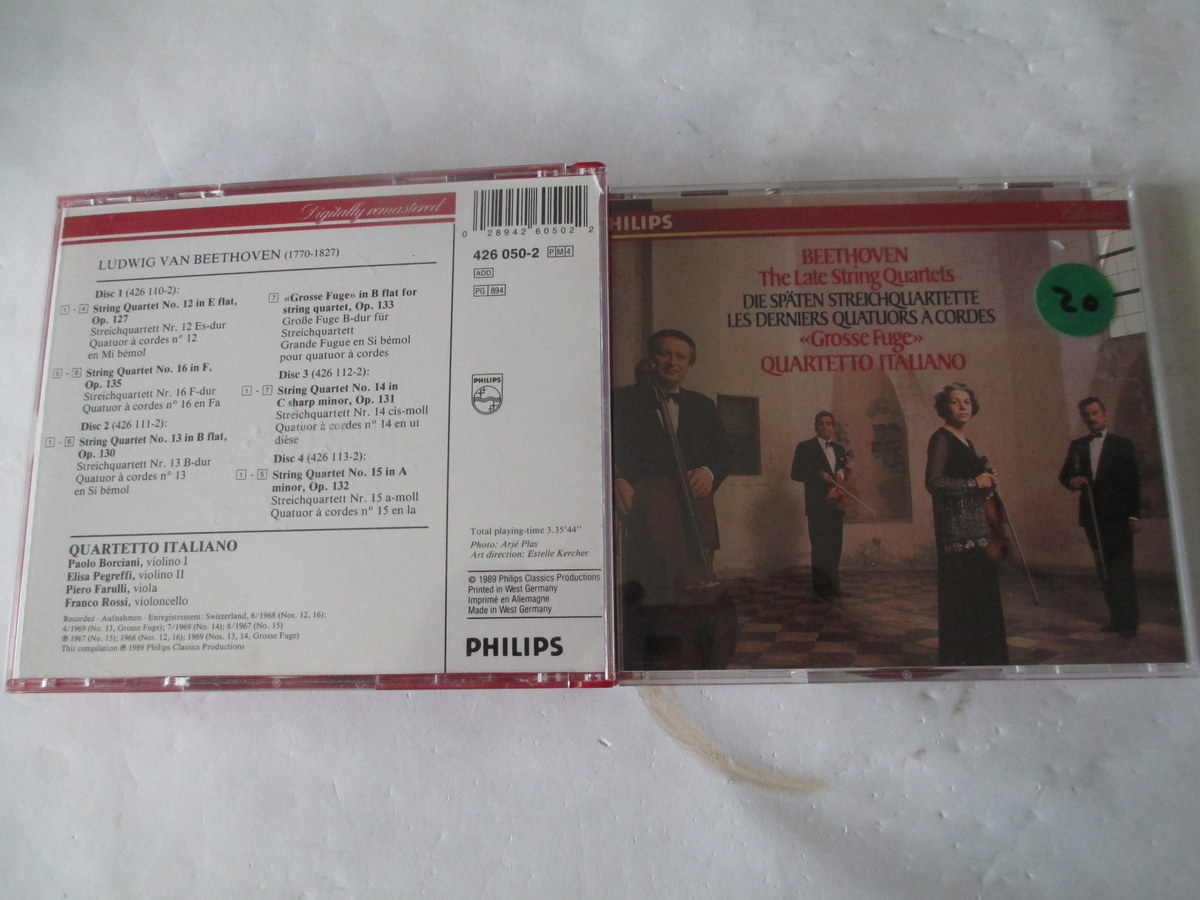 Digitally remastered
LUDWIG VAN BEETHOVEN (1770-1827)
Disc 1 (426 110-2):
1 - 4 String Quartet No. 12 in E flat,
Op. 127
Streichquartett Nr. 12 Es-dur
Quatuor à cordes n° 12
en Mi bémol
5 - 8 String Quartet No. 16 in F,
Op. 135
Streichquartett Nr. 16 F-dur
Quatuor à cordes n° 16 en Fa
Disc 2 (426 111-2):
1 - 6 String Quartet No. 13 in B flat,
Op. 130
Streichquartett Nr. 13 B-dur
Quatuor à cordes n° 13
en Si bémol
7 «Grosse Fuge» in B flat for
string quartet, Op. 133
Große Fuge B-dur für
Streichquartett
Grande Fugue en Si bémol
pour quatuor à cordes
Disc 3 (426 112-2):
1 - 7 String Quartet No. 14 in
C sharp minor, Op. 131
Streichquartett Nr. 14 cis-moll
Quatuor à cordes n° 14 en ut
dièse
Disc 4 (426 113-2):
1 - 5 String Quartet No. 15 in A
minor, Op. 132
Streichquartett Nr. 15 a-moll
Quatuor à cordes n° 15 en la
QUARTETTO ITALIANO
Paolo Borciani, violino I
Elisa Pegreffi, violino II
Piero Farulli, viola
Franco Rossi, violoncello
Recorded - Aufnahmen - Enregistrement: Switzerland, 6/1968 (Nos. 12, 16);
4/1969 (No. 13, Grosse Fuge); 7/1969 (No. 14); 8/1967 (No. 15)
℗ 1967 (No. 15); 1968 (Nos. 12, 16); 1969 (Nos. 13, 14, Grosse Fuge)
This compilation ℗ 1989 Philips Classics Productions
0 28942 60502 2
426 050-2 PM4
ADD
PG 894
PHILIPS
Total playing-time 3.35'44"
Photo: Arjé Plas
Art direction: Estelle Kercher
© 1989 Philips Classics Productions
Printed in West Germany
Imprimé en Allemagne
Made in West Germany
PHILIPS
PHILIPS
BEETHOVEN
The Late String Quartets
DIE SPÄTEN STREICHQUARTETTE
LES DERNIERS QUATUORS A CORDES
«Grosse Fuge»
QUARTETTO ITALIANO
20